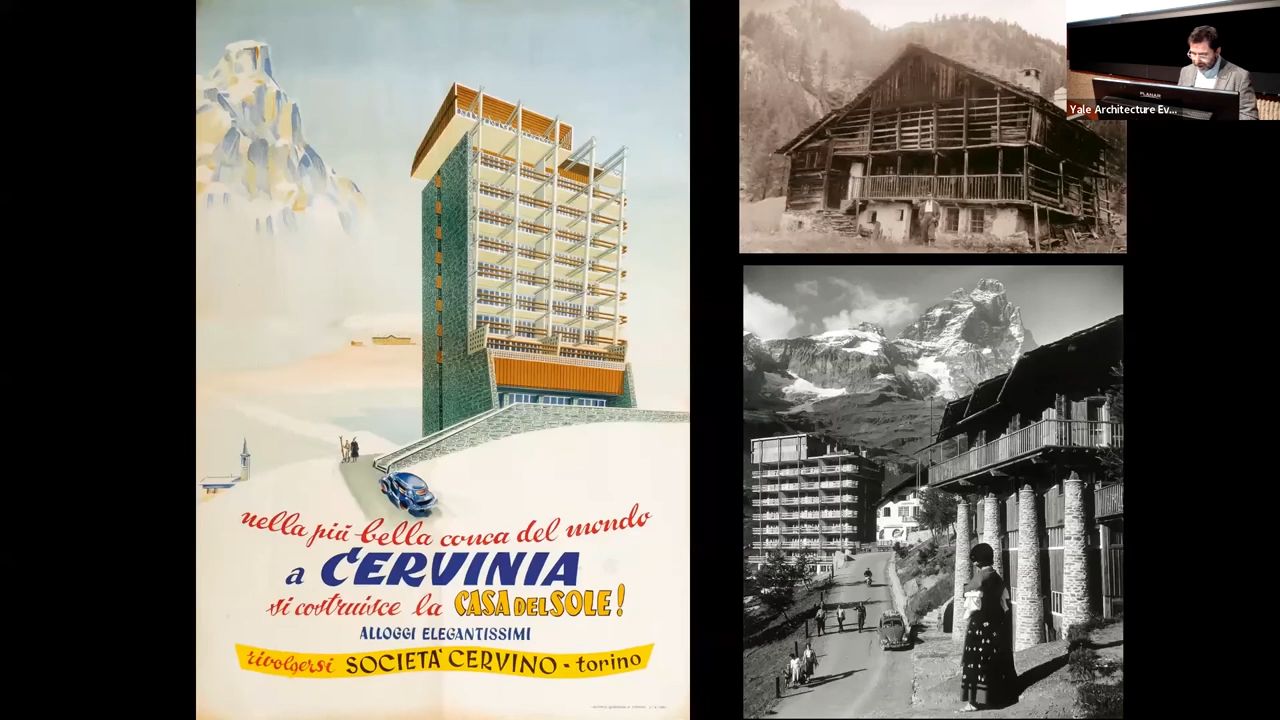 nella più bella conca del mondo
a CERVINIA
si costruisce la CASA DEL SOLE!
ALLOGGI ELEGANTISSIMI
rivolgersi SOCIETÀ CERVINO - torino
PLANAR
Yale Architecture Ev...